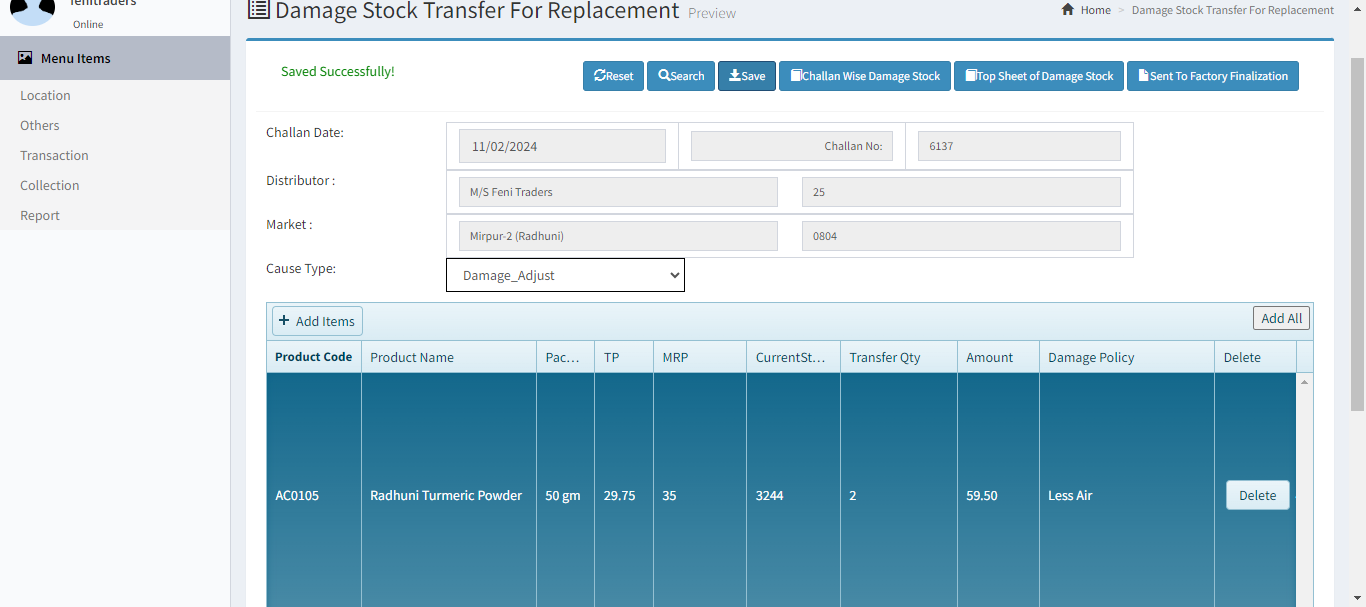 fenitraders
Online
Menu Items
Location
Others
Transaction
Collection
Report
Damage Stock Transfer For Replacement Preview
Home > Damage Stock Transfer For Replacement
Saved Successfully!
Reset Search Save Challan Wise Damage Stock Top Sheet of Damage Stock Sent To Factory Finalization
Challan Date: 11/02/2024 Challan No: 6137
Distributor : M/S Feni Traders 25
Market : Mirpur-2 (Radhuni) 0804
Cause Type: Damage_Adjust
+ Add Items Add All
Product Code Product Name Pac... TP MRP CurrentSt... Transfer Qty Amount Damage Policy Delete
AC0105 Radhuni Turmeric Powder 50 gm 29.75 35 3244 2 59.50 Less Air Delete